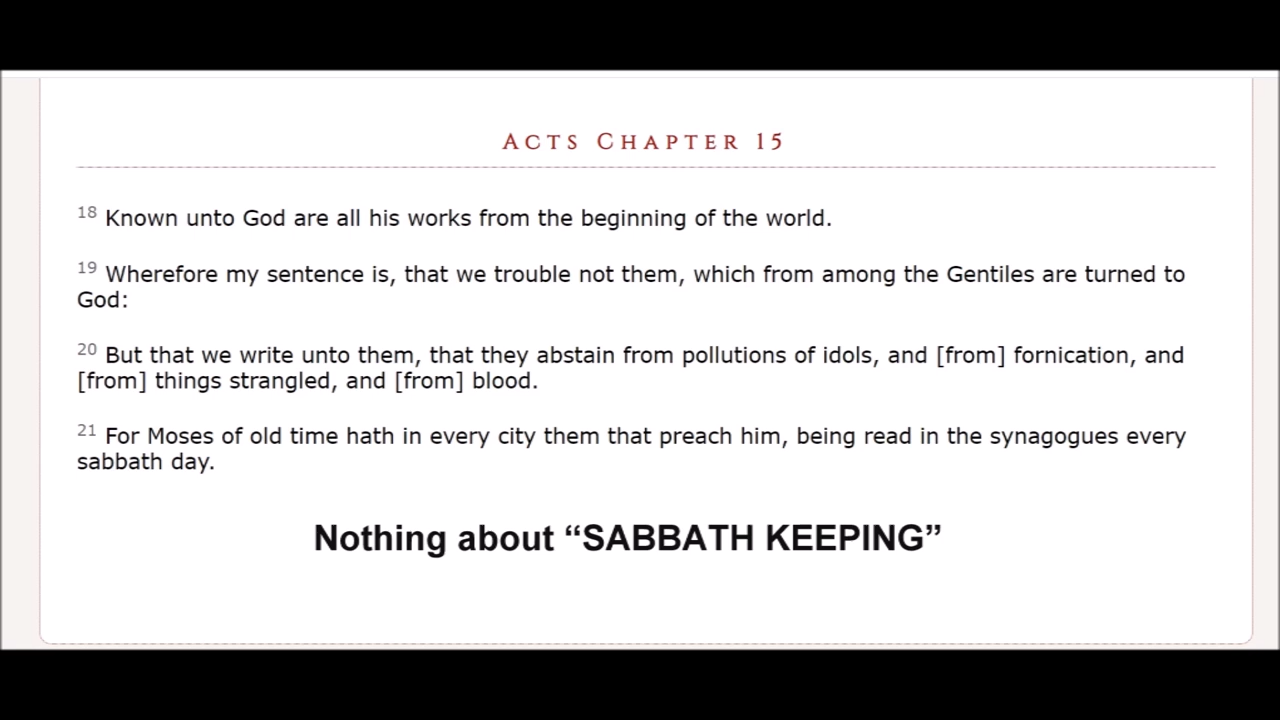 Acts Chapter 15
18 Known unto God are all his works from the beginning of the world.
19 Wherefore my sentence is, that we trouble not them, which from among the Gentiles are turned to
God:
20 But that we write unto them, that they abstain from pollutions of idols, and [from] fornication, and
[from] things strangled, and [from] blood.
21 For Moses of old time hath in every city them that preach him, being read in the synagogues every
sabbath day.
Nothing about “SABBATH KEEPING”